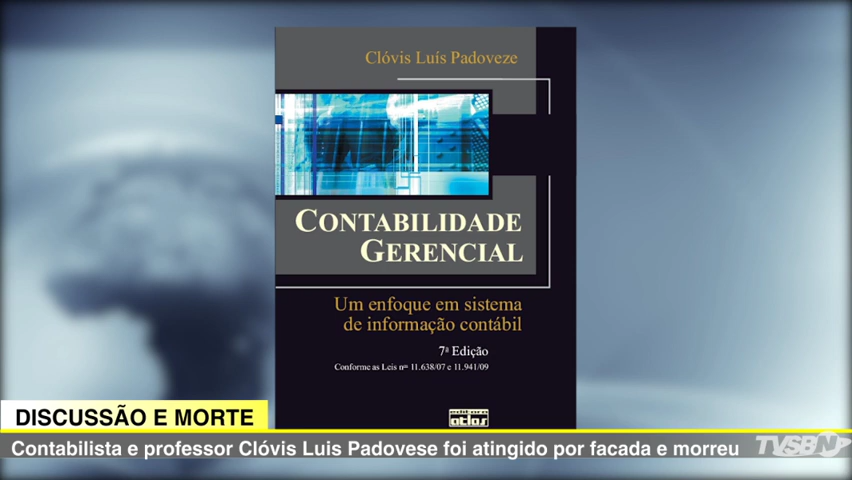 Clóvis Luís Padoveze
CONTABILIDADE
GERENCIAL
Um enfoque em sistema
de informação contábil
7ª Edição
Conforme as Leis nos 11.638/07 e 11.941/09
editora
atlas
DISCUSSÃO E MORTE
Contabilista e professor Clóvis Luis Padovese foi atingido por facada e morreu
TVSBN